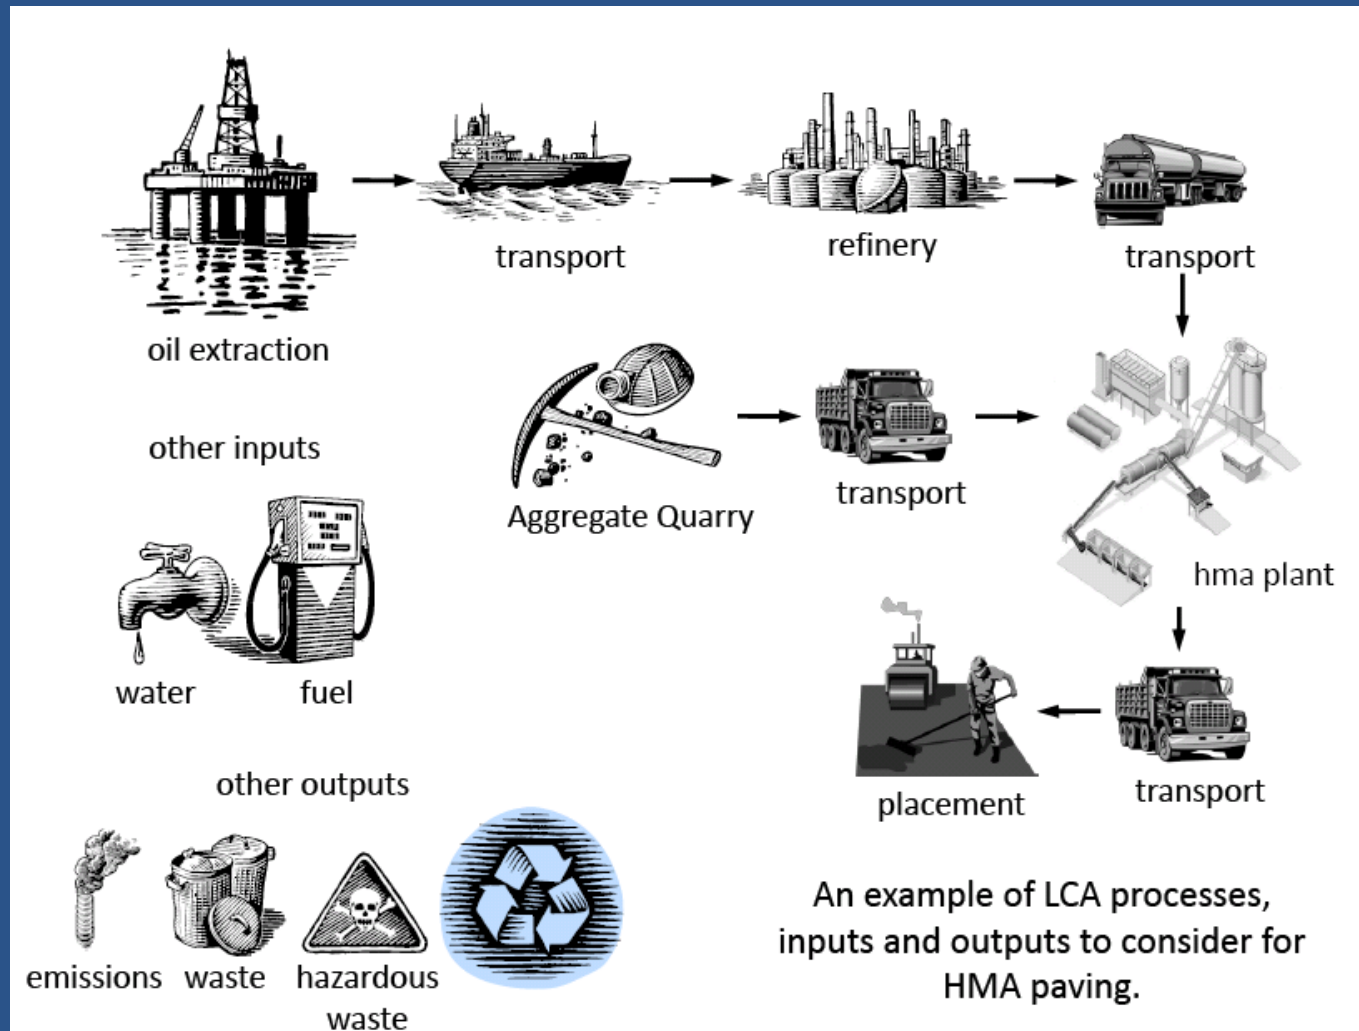 oil extraction
transport
refinery
transport
Aggregate Quarry
transport
hma plant
transport
placement
other inputs
water
fuel
other outputs
emissions
waste
hazardous
waste
An example of LCA processes,
inputs and outputs to consider for
HMA paving.